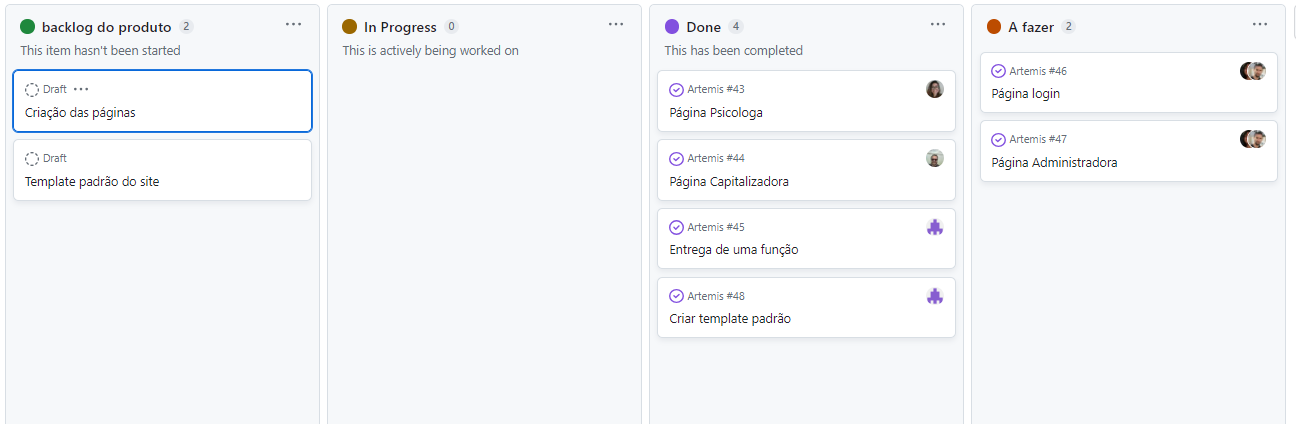 backlog do produto 2
This item hasn't been started
Draft
Criação das páginas
Draft
Template padrão do site
In Progress 0
This is actively being worked on
Done 4
This has been completed
Artemis #43
Página Psicologa
Artemis #44
Página Capitalizadora
Artemis #45
Entrega de uma função
Artemis #48
Criar template padrão
A fazer 2
Artemis #46
Página login
Artemis #47
Página Administradora